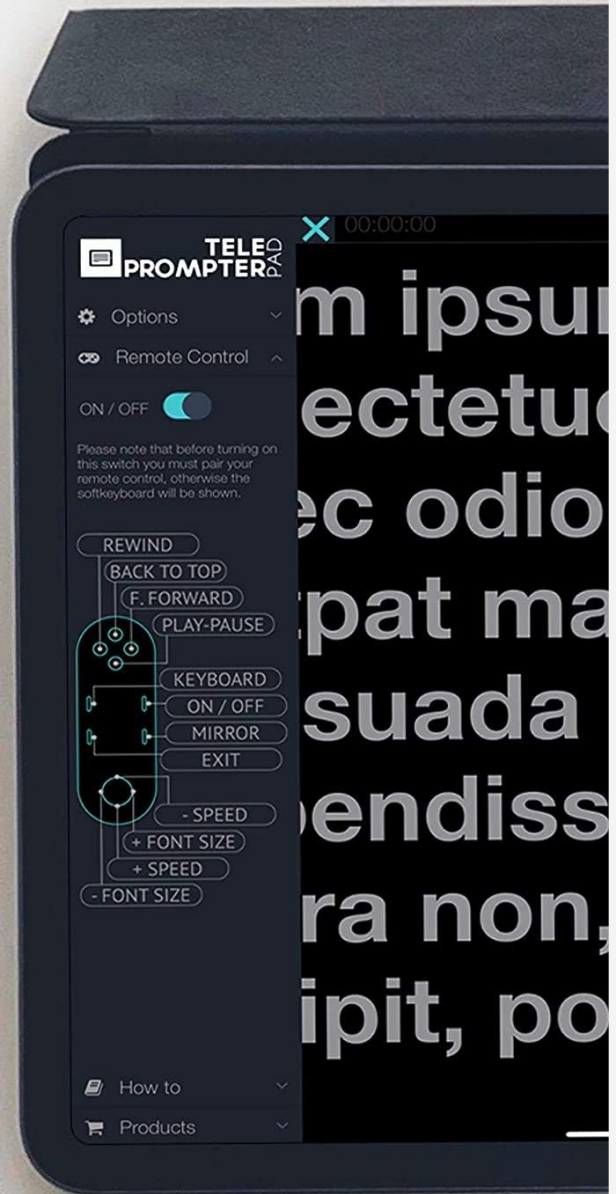 TELE
PROMPTER
PAD
00:00:00
Options
Remote Control
ON / OFF
Please note that before turning on
this switch you must pair your
remote control, otherwise the
softkeyboard will be shown.
REWIND
BACK TO TOP
F. FORWARD
PLAY-PAUSE
KEYBOARD
ON / OFF
MIRROR
EXIT
- SPEED
+ FONT SIZE
+ SPEED
- FONT SIZE
How to
Products
m ipsu
ectetu
ec odio
pat ma
suada
endiss
ra non,
ipit, po